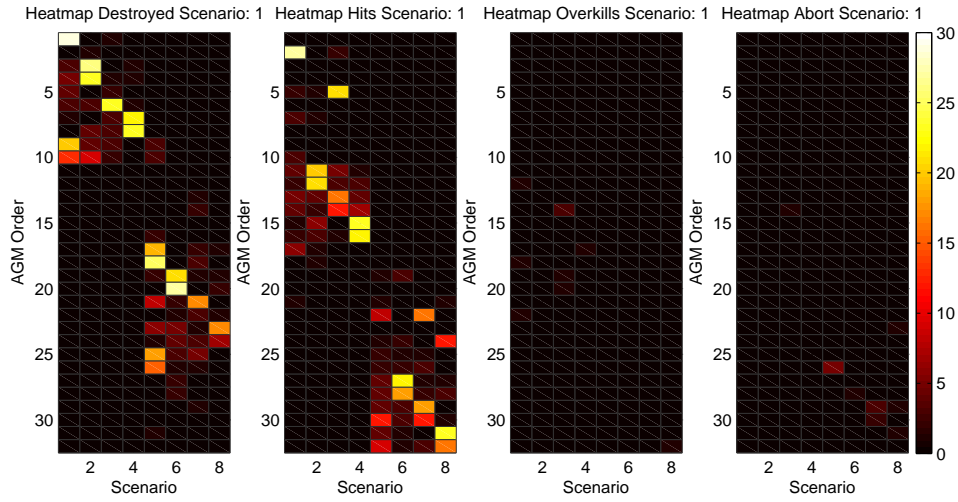 Heatmap Destroyed Scenario: 1
Heatmap Hits Scenario: 1
Heatmap Overkills Scenario: 1
Heatmap Abort Scenario: 1
AGM Order
5
10
15
20
25
30
2 4 6 8
Scenario
AGM Order
5
10
15
20
25
30
2 4 6 8
Scenario
AGM Order
5
10
15
20
25
30
2 4 6 8
Scenario
AGM Order
5
10
15
20
25
30
2 4 6 8
Scenario
30
25
20
15
10
5
0